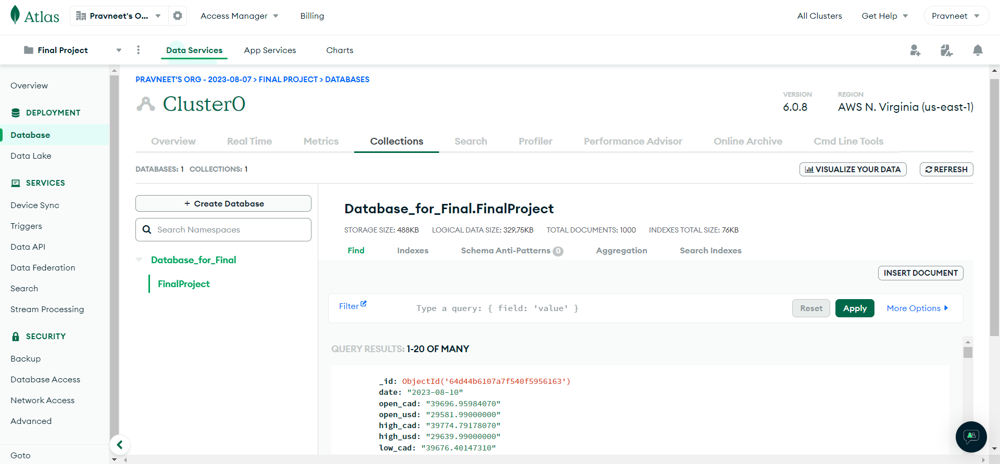 Atlas
Pravneet's O...
Access Manager
Billing
All Clusters
Get Help
Pravneet
Final Project
Data Services
App Services
Charts
Overview
DEPLOYMENT
Database
Data Lake
SERVICES
Device Sync
Triggers
Data API
Data Federation
Search
Stream Processing
SECURITY
Backup
Database Access
Network Access
Advanced
Goto
PRAVNEET'S ORG - 2023-08-07 > FINAL PROJECT > DATABASES
Cluster0
VERSION
6.0.8
REGION
AWS N. Virginia (us-east-1)
Overview
Real Time
Metrics
Collections
Search
Profiler
Performance Advisor
Online Archive
Cmd Line Tools
DATABASES: 1 COLLECTIONS: 1
VISUALIZE YOUR DATA
REFRESH
+ Create Database
Search Namespaces
Database_for_Final
FinalProject
Database_for_Final.FinalProject
STORAGE SIZE: 488KB LOGICAL DATA SIZE: 329.75KB TOTAL DOCUMENTS: 1000 INDEXES TOTAL SIZE: 76KB
Find
Indexes
Schema Anti-Patterns 0
Aggregation
Search Indexes
INSERT DOCUMENT
Filter
Type a query: { field: 'value' }
Reset
Apply
More Options
QUERY RESULTS: 1-20 OF MANY
_id: ObjectId('64d44b6107a7f540f5956163')
date: "2023-08-10"
open_cad: "39696.95984070"
open_usd: "29581.99000000"
high_cad: "39774.79178070"
high_usd: "29639.99000000"
low_cad: "39676.40147310"